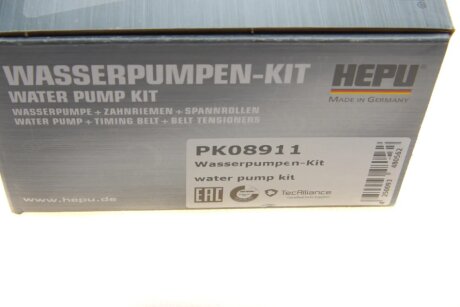 WASSERPUMPEN-KIT
WATER PUMP KIT
WASSERPUMPE + ZAHNRIEMEN + SPANNROLLEN
WATER PUMP + TIMING BELT + BELT TENSIONERS
HEPU
MADE IN GERMANY
PK08911
Wasserpumpen-Kit
water pump kit
EAC
TecAlliance
www.hepu.de